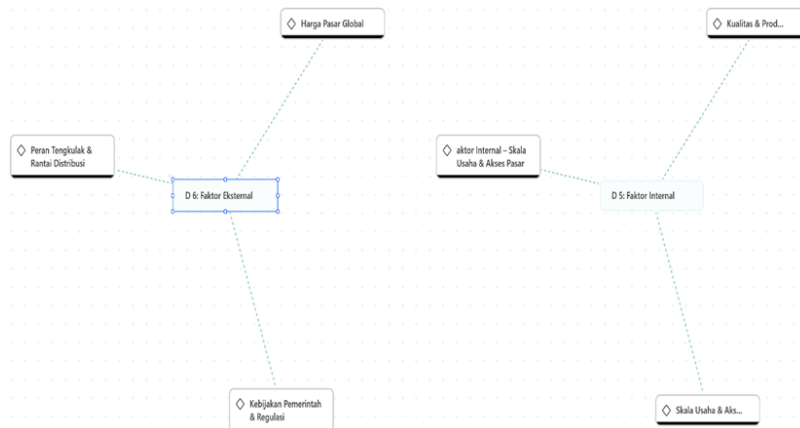 Harga Pasar Global
Kualitas & Prod...
Peran Tengkulak &
Rantai Distribusi
aktor Internal – Skala
Usaha & Akses Pasar
D 6: Faktor Eksternal
D 5: Faktor Internal
Kebijakan Pemerintah
& Regulasi
Skala Usaha & Aks...